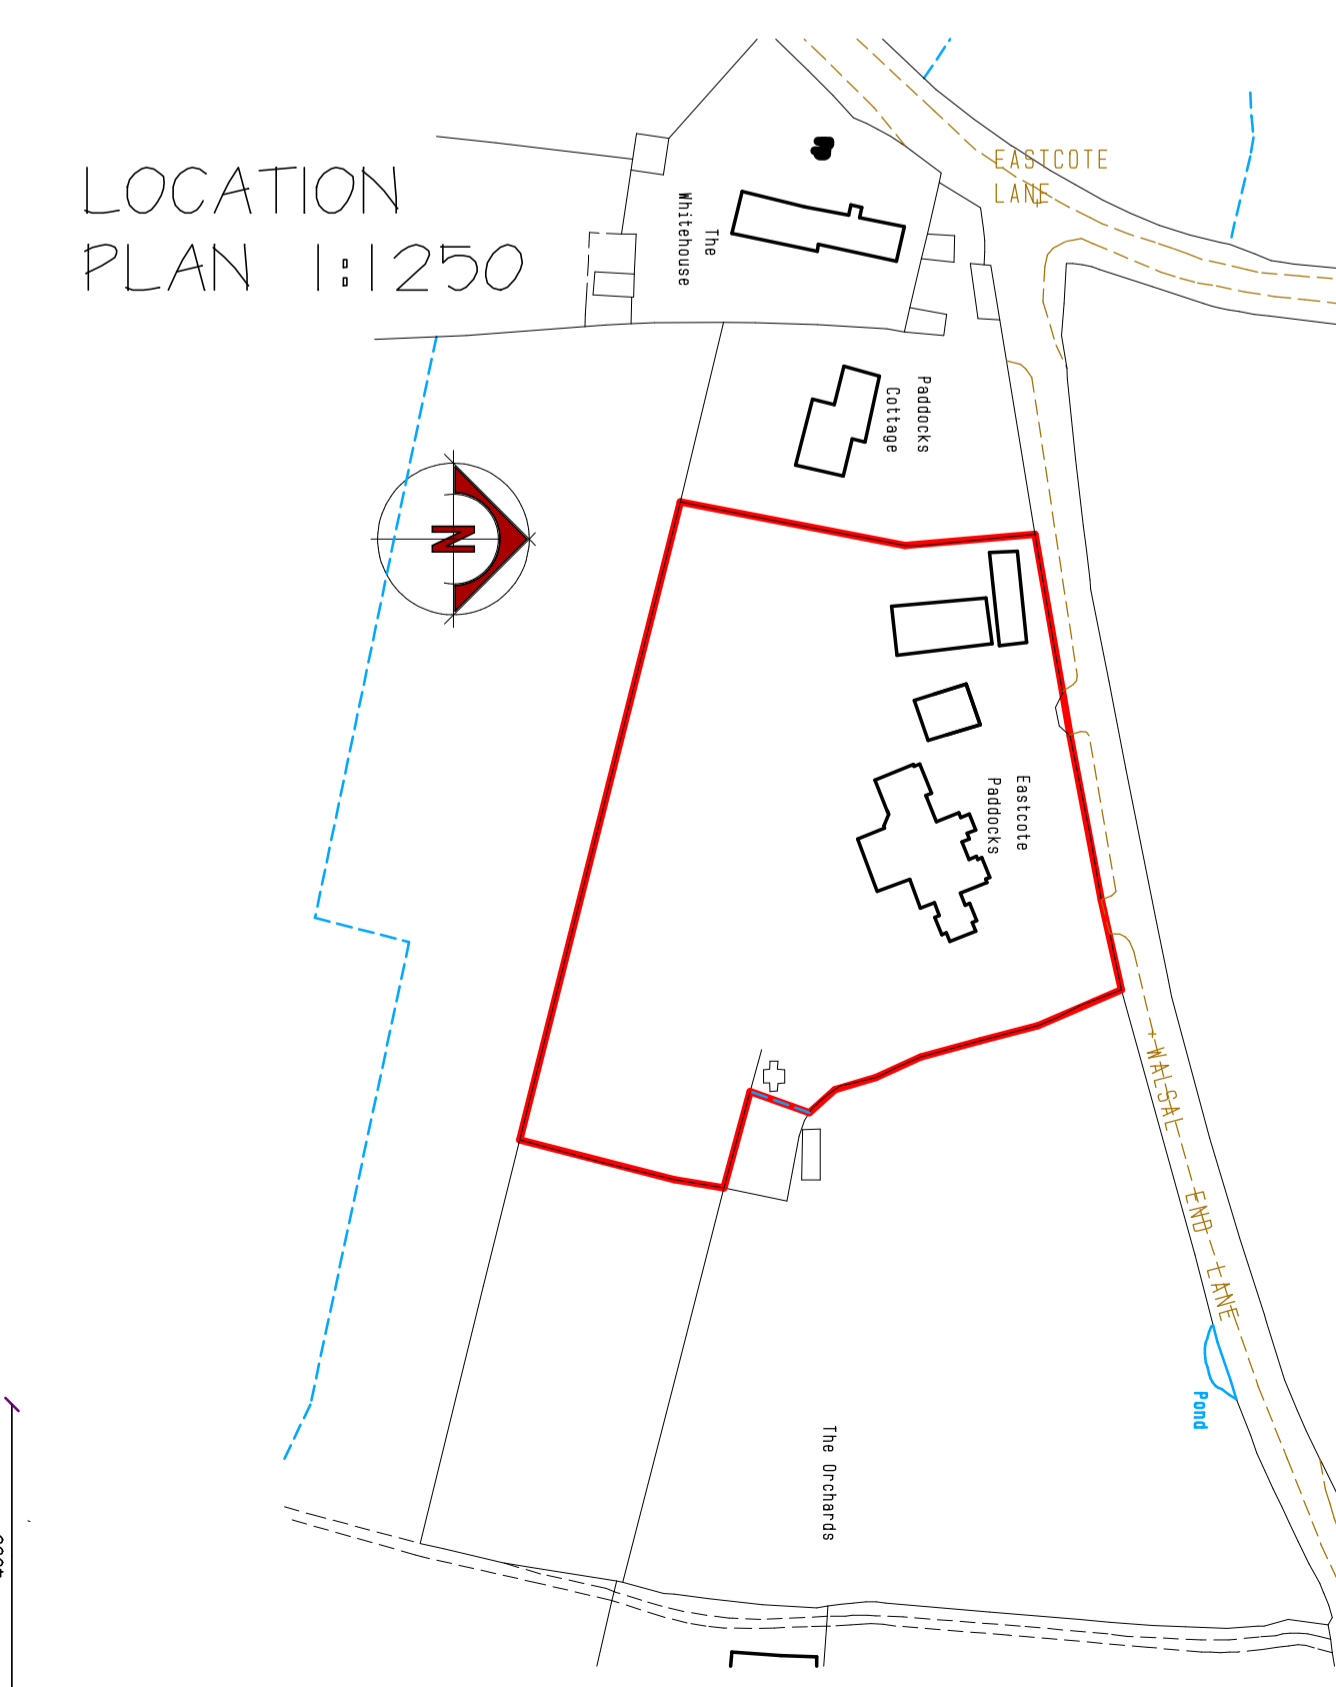 LOCATION
PLAN 1:1250
EASTCOTE
LANE
The
Whitehouse
Paddocks
Cottage
N
Eastcote
Paddocks
WALSAL END LANE
Pond
The Orchards